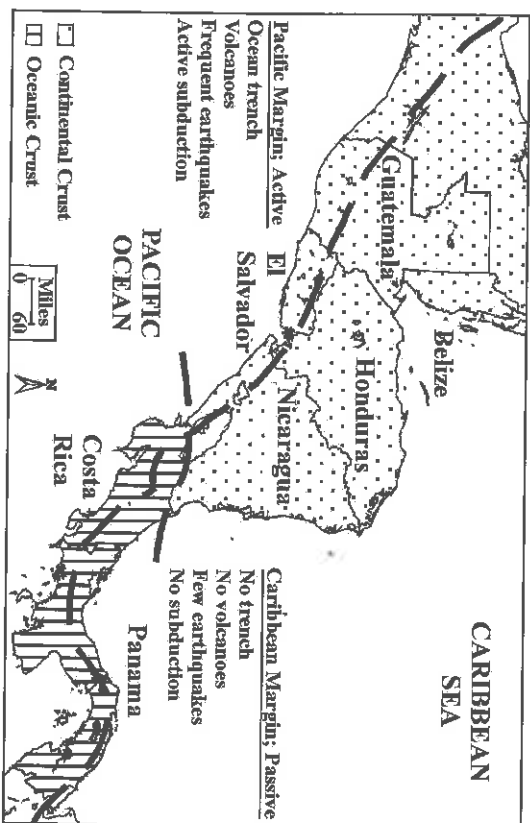 Pacific Margin; Active
Ocean trench
Volcanoes
Frequent earthquakes
Active subduction
Continental Crust
Oceanic Crust
Miles
0 60
N
PACIFIC
OCEAN
Guatemala
Belize
El
Salvador
Honduras
Nicaragua
Costa
Rica
Panama
CARIBBEAN
SEA
Caribbean Margin; Passive
No trench
No volcanoes
Few earthquakes
No subduction